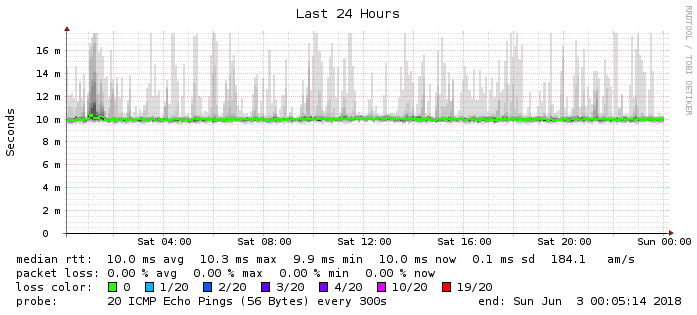 Last 24 Hours
RRDTOOL / TOBI OETIKER
Seconds
16 m
14 m
12 m
10 m
8 m
6 m
4 m
2 m
0
Sat 04:00 Sat 08:00 Sat 12:00 Sat 16:00 Sat 20:00 Sun 00:00
median rtt: 10.0 ms avg 10.3 ms max 9.9 ms min 10.0 ms now 0.1 ms sd 184.1 am/s
packet loss: 0.00 % avg 0.00 % max 0.00 % min 0.00 % now
loss color: 0 1/20 2/20 3/20 4/20 10/20 19/20
probe: 20 ICMP Echo Pings (56 Bytes) every 300s end: Sun Jun 3 00:05:14 2018